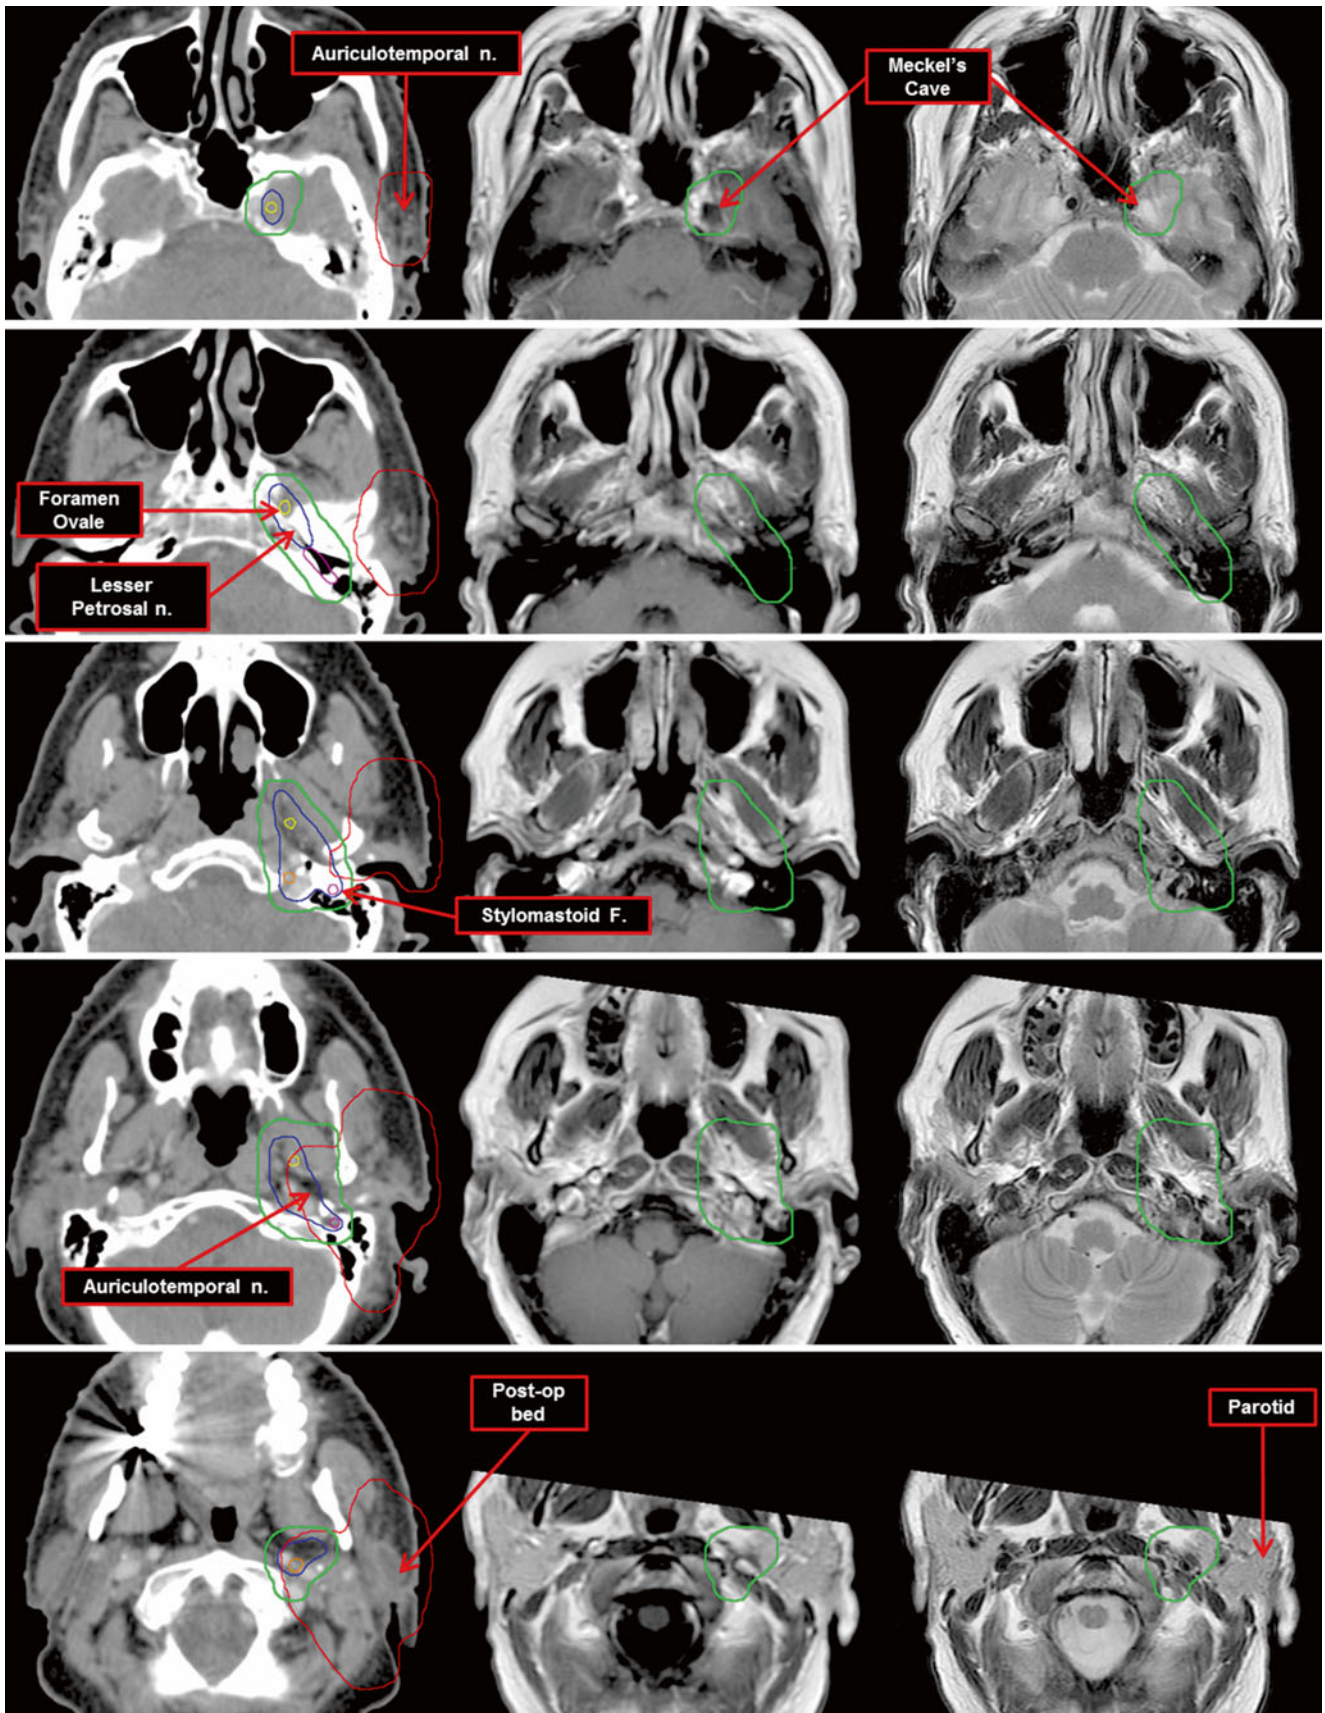 Auriculotemporal n.
Meckel's
Cave
Foramen
Ovale
Lesser
Petrosal n.
Stylomastoid F.
Auriculotemporal n.
Post-op
bed
Parotid